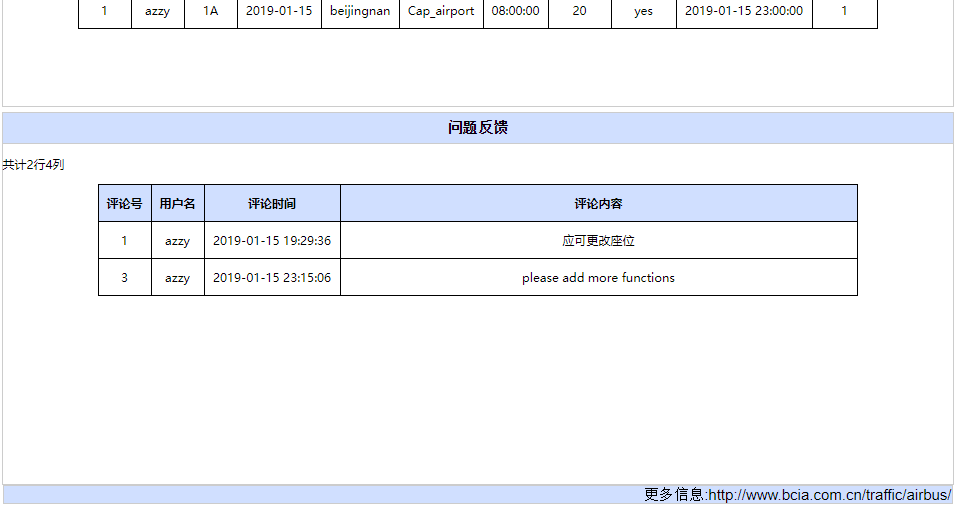 1 azzy 1A 2019-01-15 beijingnan Cap_airport 08:00:00 20 yes 2019-01-15 23:00:00 1
问题反馈
共计2行4列
评论号 用户名 评论时间 评论内容
1 azzy 2019-01-15 19:29:36 应可更改座位
3 azzy 2019-01-15 23:15:06 please add more functions
更多信息:http://www.bcia.com.cn/traffic/airbus/